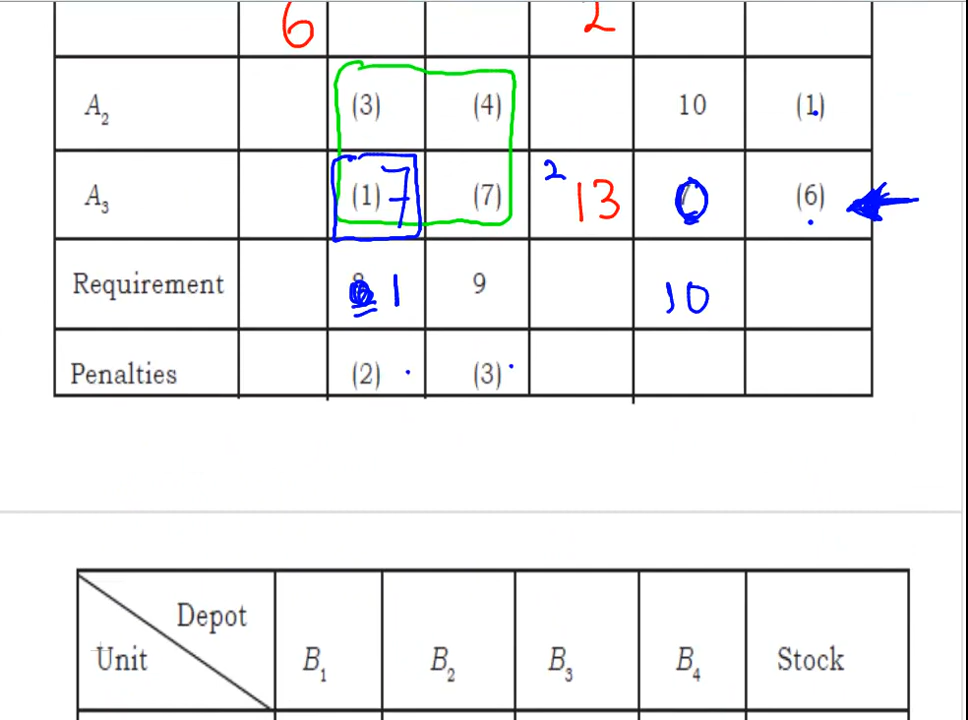 6 2
A2 (3) (4) 10 (1)
A3 (1) 7 (7) 2 13 0 (6)
Requirement 1 9 10
Penalties (2) (3)
Depot
Unit B1 B2 B3 B4 Stock